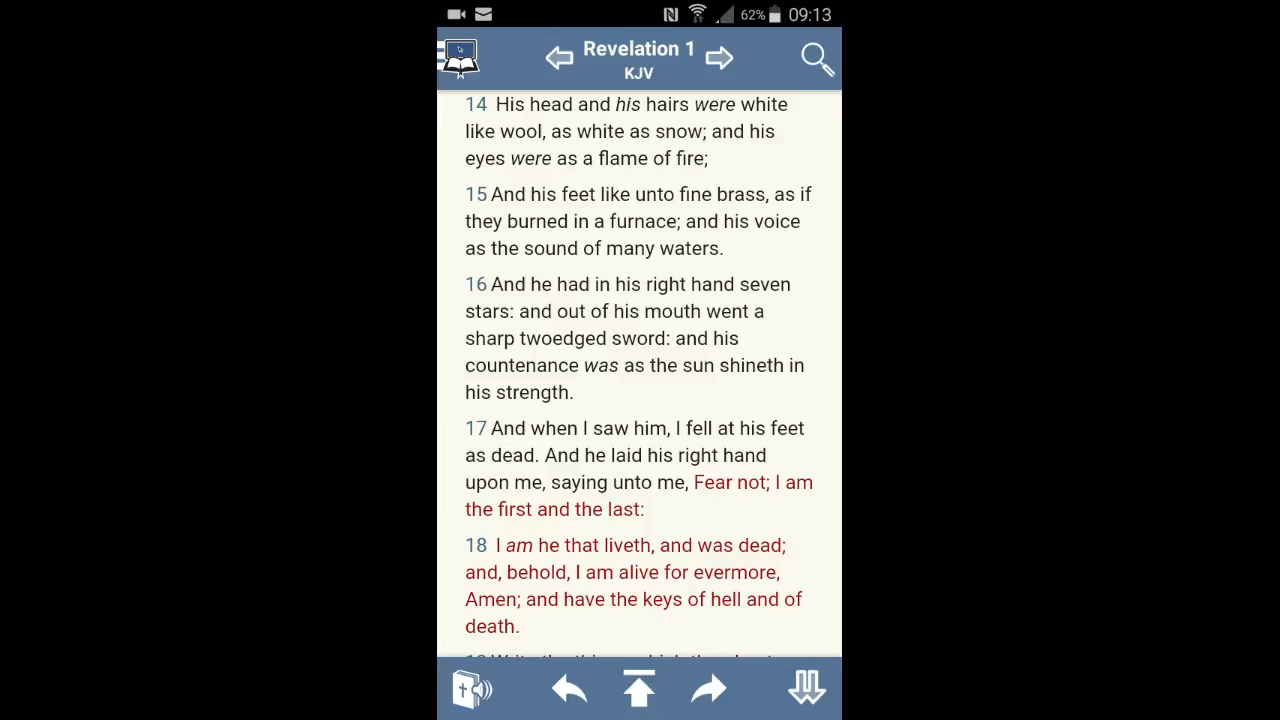 62% 09:13
Revelation 1
KJV
14 His head and his hairs were white
like wool, as white as snow; and his
eyes were as a flame of fire;
15 And his feet like unto fine brass, as if
they burned in a furnace; and his voice
as the sound of many waters.
16 And he had in his right hand seven
stars: and out of his mouth went a
sharp twoedged sword: and his
countenance was as the sun shineth in
his strength.
17 And when I saw him, I fell at his feet
as dead. And he laid his right hand
upon me, saying unto me, Fear not; I am
the first and the last:
18 I am he that liveth, and was dead;
and, behold, I am alive for evermore,
Amen; and have the keys of hell and of
death.